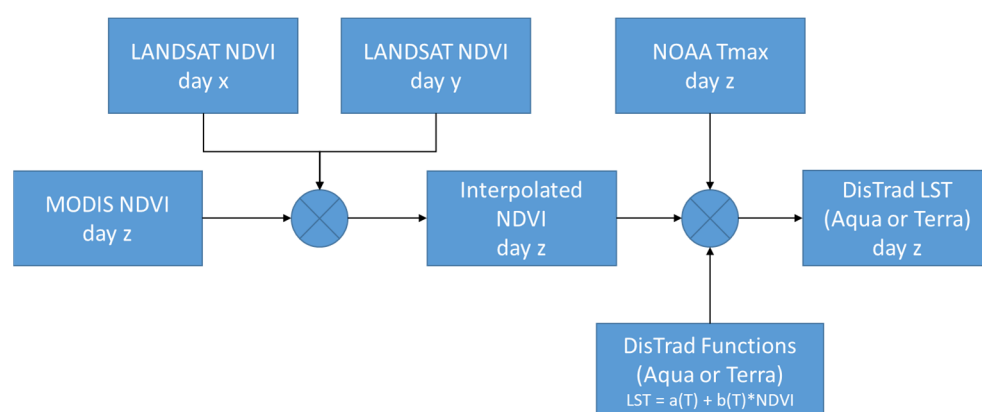 LANDSAT NDVI
day x
LANDSAT NDVI
day y
NOAA Tmax
day z
MODIS NDVI
day z
Interpolated
NDVI
day z
DisTrad LST
(Aqua or Terra)
day z
DisTrad Functions
(Aqua or Terra)
LST = a(T) + b(T)*NDVI